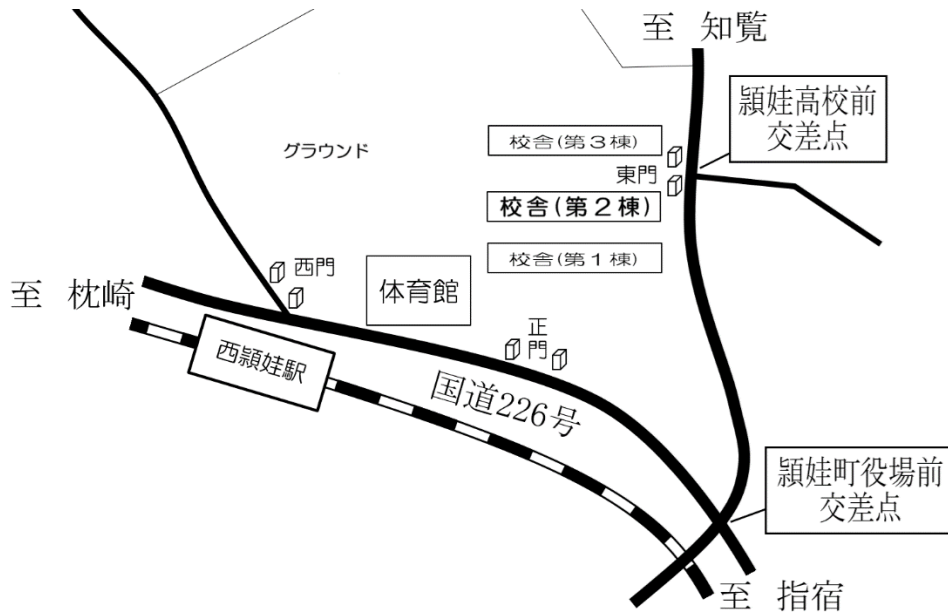 至 知覧
頴娃高校前
交差点
グラウンド
校舎(第3棟)
東門
校舎(第2棟)
校舎(第1棟)
西門
体育館
至 枕崎
正
門
西頴娃駅
国道226号
頴娃町役場前
交差点
至 指宿